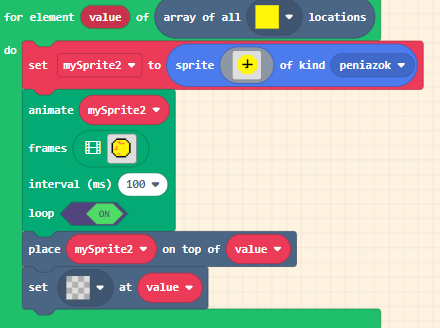 for element value of array of all locations
do
set mySprite2 to sprite of kind peniazok
animate mySprite2
frames
interval (ms) 100
loop ON
place mySprite2 on top of value
set at value